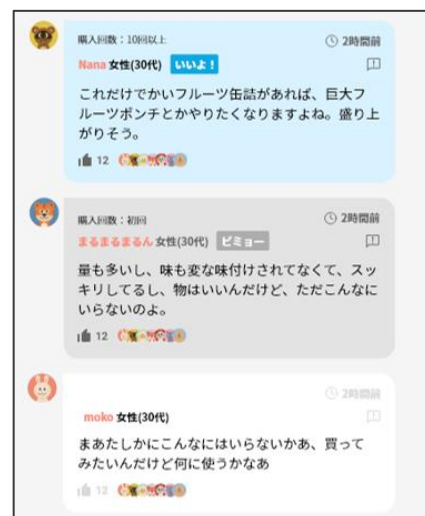 購入回数：10回以上
2時間前
Nana 女性(30代) いいよ！
これだけでかいフルーツ缶詰があれば、巨大フ
ルーツポンチとかやりたくなりますよね。盛り上
がりそう。
12
購入回数：初回
2時間前
まるまるまるん 女性(30代) ビミョー
量も多いし、味も変な味付けされてなくて、スッ
キリしてるし、物はいいんだけど、ただこんなに
いらないのよ。
12
2時間前
moko 女性(30代)
まあたしかにこんなにはいらないかあ、買って
みたいんだけど何に使うかなあ
12